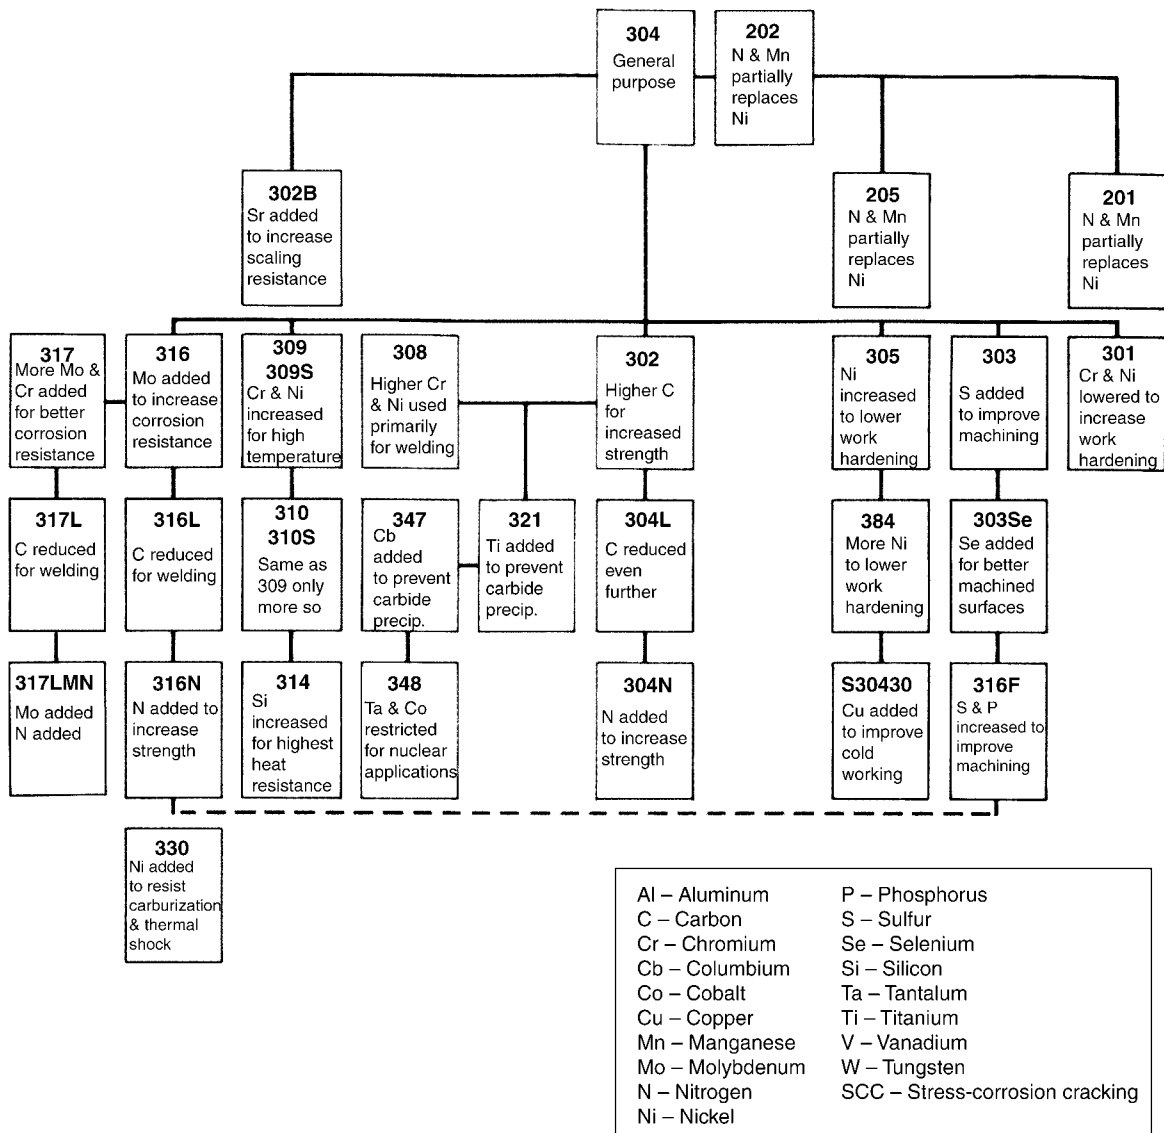 304
General
purpose
202
N & Mn
partially
replaces
Ni
302B
Sr added
to increase
scaling
resistance
205
N & Mn
partially
replaces
Ni
201
N & Mn
partially
replaces
Ni
317
More Mo &
Cr added
for better
corrosion
resistance
316
Mo added
to increase
corrosion
resistance
309
309S
Cr & Ni
increased
for high
temperature
308
Higher Cr
& Ni used
primarily
for welding
302
Higher C
for
increased
strength
305
Ni
increased
to lower
work
hardening
303
S added
to improve
machining
301
Cr & Ni
lowered to
increase
work
hardening
317L
C reduced
for welding
316L
C reduced
for welding
310
310S
Same as
309 only
more so
347
Cb
added
to prevent
carbide
precip.
321
Ti added
to prevent
carbide
precip.
304L
C reduced
even
further
384
More Ni
to lower
work
hardening
303Se
Se added
for better
machined
surfaces
317LMN
Mo added
N added
316N
N added to
increase
strength
314
Si
increased
for highest
heat
resistance
348
Ta & Co
restricted
for nuclear
applications
304N
N added
to increase
strength
S30430
Cu added
to improve
cold
working
316F
S & P
increased to
improve
machining
330
Ni added
to resist
carburization
& thermal
shock
Al – Aluminum
C – Carbon
Cr – Chromium
Cb – Columbium
Co – Cobalt
Cu – Copper
Mn – Manganese
Mo – Molybdenum
N – Nitrogen
Ni – Nickel
P – Phosphorus
S – Sulfur
Se – Selenium
Si – Silicon
Ta – Tantalum
Ti – Titanium
V – Vanadium
W – Tungsten
SCC – Stress-corrosion cracking